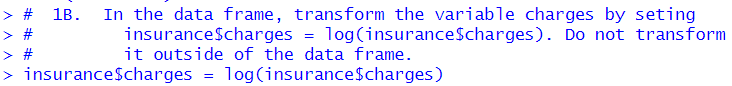 > #  1B.  In the data frame, transform the variable charges by seting
> #       insurance$charges = log(insurance$charges). Do not transform
> #       it outside of the data frame.
> insurance$charges = log(insurance$charges)